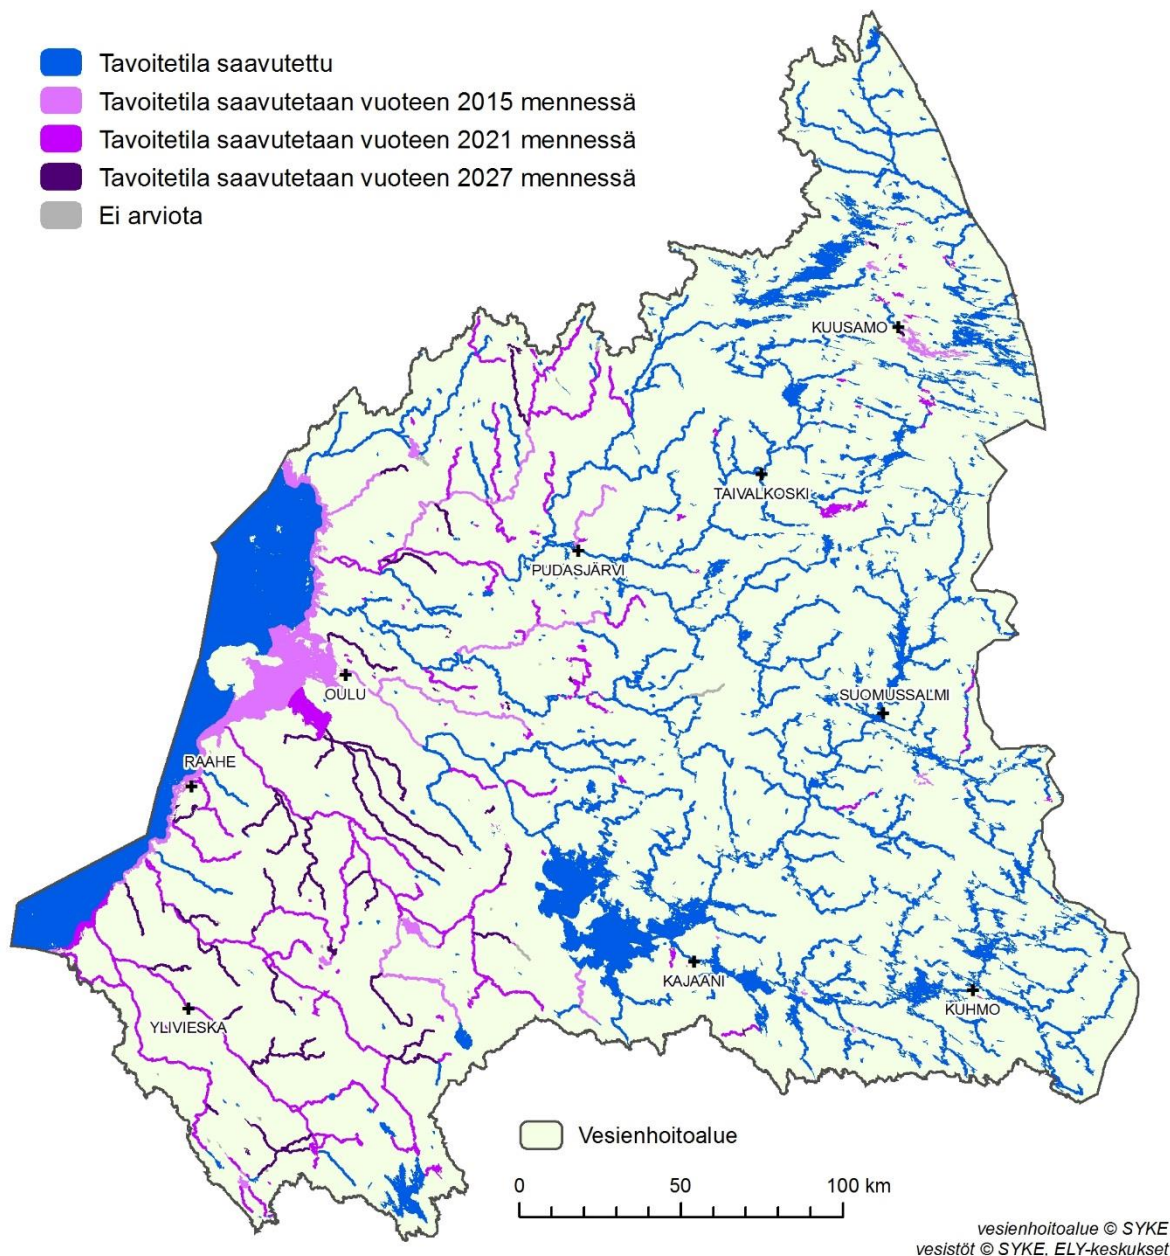 Tavoitetila saavutettu
Tavoitetila saavutetaan vuoteen 2015 mennessä
Tavoitetila saavutetaan vuoteen 2021 mennessä
Tavoitetila saavutetaan vuoteen 2027 mennessä
Ei arviota
KUUSAMO
TAIVALKOSKI
PUDASJÄRVI
OULU
SUOMUSSALMI
RAAHE
KAJAANI
KUHMO
YLIVIESKA
Vesienhoitoalue
0 50 100 km
vesienhoitoalue © SYKE
vesistöt © SYKE, ELY-keskukset